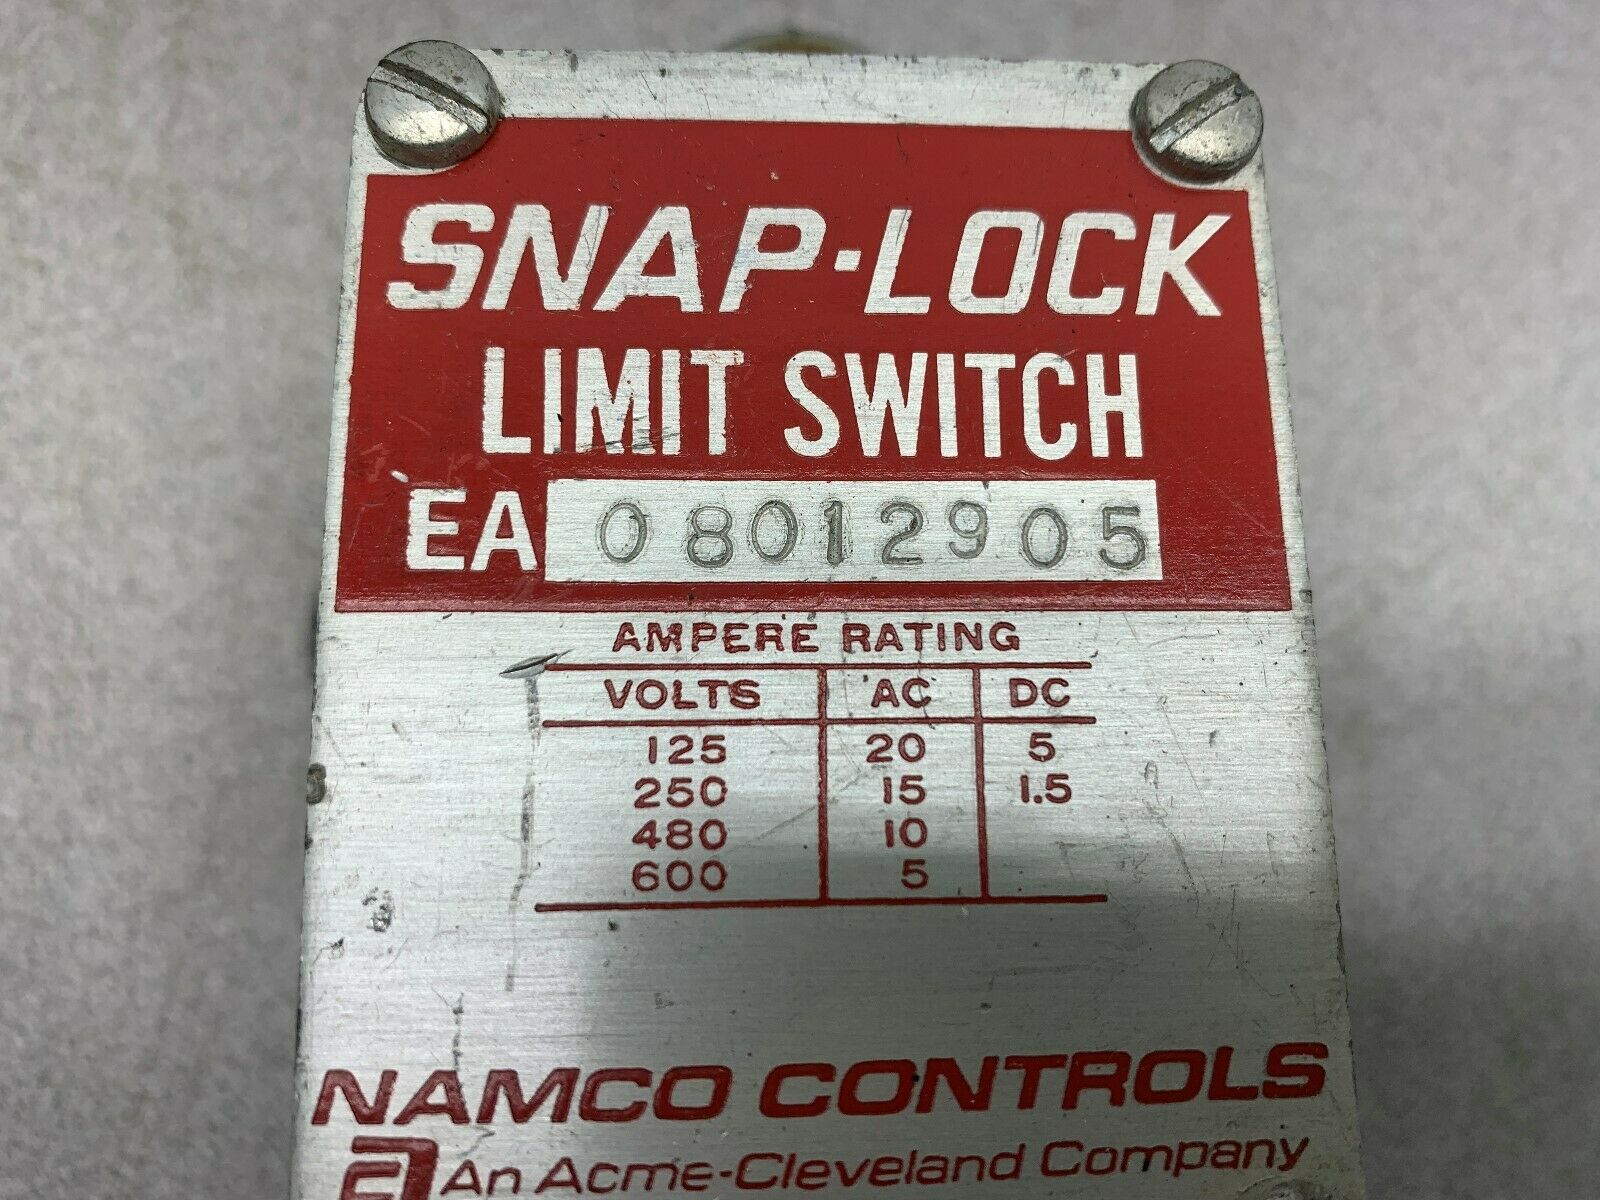 SNAP-LOCK
LIMIT SWITCH
EA 08012905
AMPERE RATING
VOLTS AC DC
125 20 5
250 15 1.5
480 10
600 5
NAMCO CONTROLS
An Acme-Cleveland Company